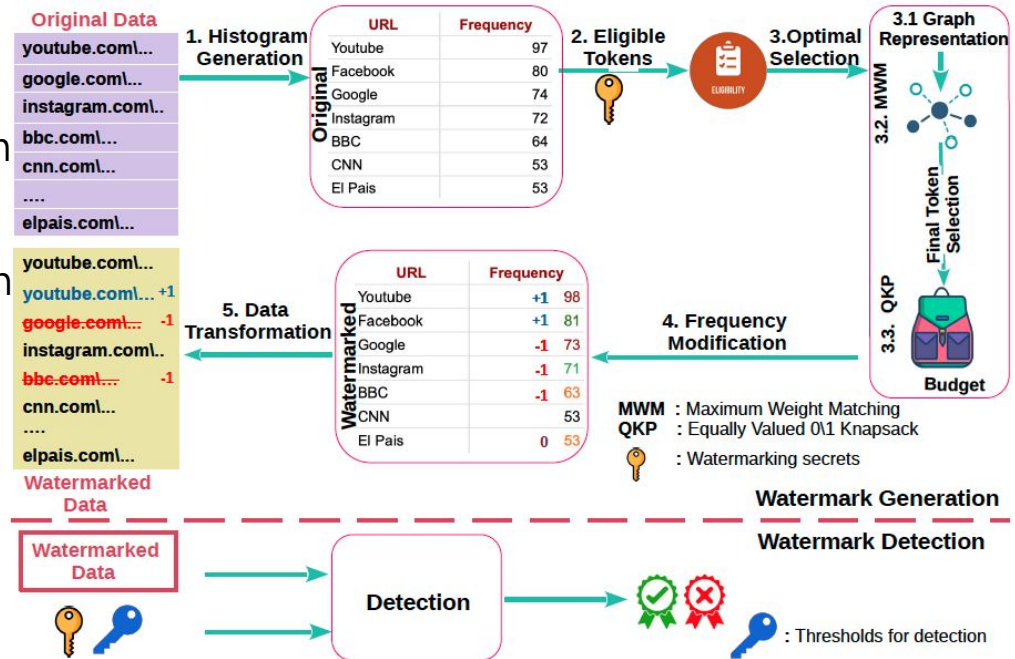 Original Data
youtube.com\...
google.com\...
instagram.com\..
bbc.com\...
cnn.com\...
....
elpais.com\...
n
n
1. Histogram
Generation
Original
URL Frequency
Youtube 97
Facebook 80
Google 74
Instagram 72
BBC 64
CNN 53
El Pais 53
2. Eligible
Tokens
ELIGIBILITY
3.Optimal
Selection
3.1 Graph
Representation
3.2. MWM
Final Token
Selection
3.3. QKP
Budget
4. Frequency
Modification
Watermarked
URL Frequency
Youtube +1 98
Facebook +1 81
Google -1 73
Instagram -1 71
BBC -1 63
CNN 53
El Pais 0 53
5. Data
Transformation
youtube.com\...
youtube.com\... +1
google.com\... -1
instagram.com\..
bbc.com\... -1
cnn.com\...
....
elpais.com\...
Watermarked
Data
MWM : Maximum Weight Matching
QKP : Equally Valued 0\1 Knapsack
: Watermarking secrets
Watermark Generation
Watermark Detection
Watermarked
Data
Detection
: Thresholds for detection